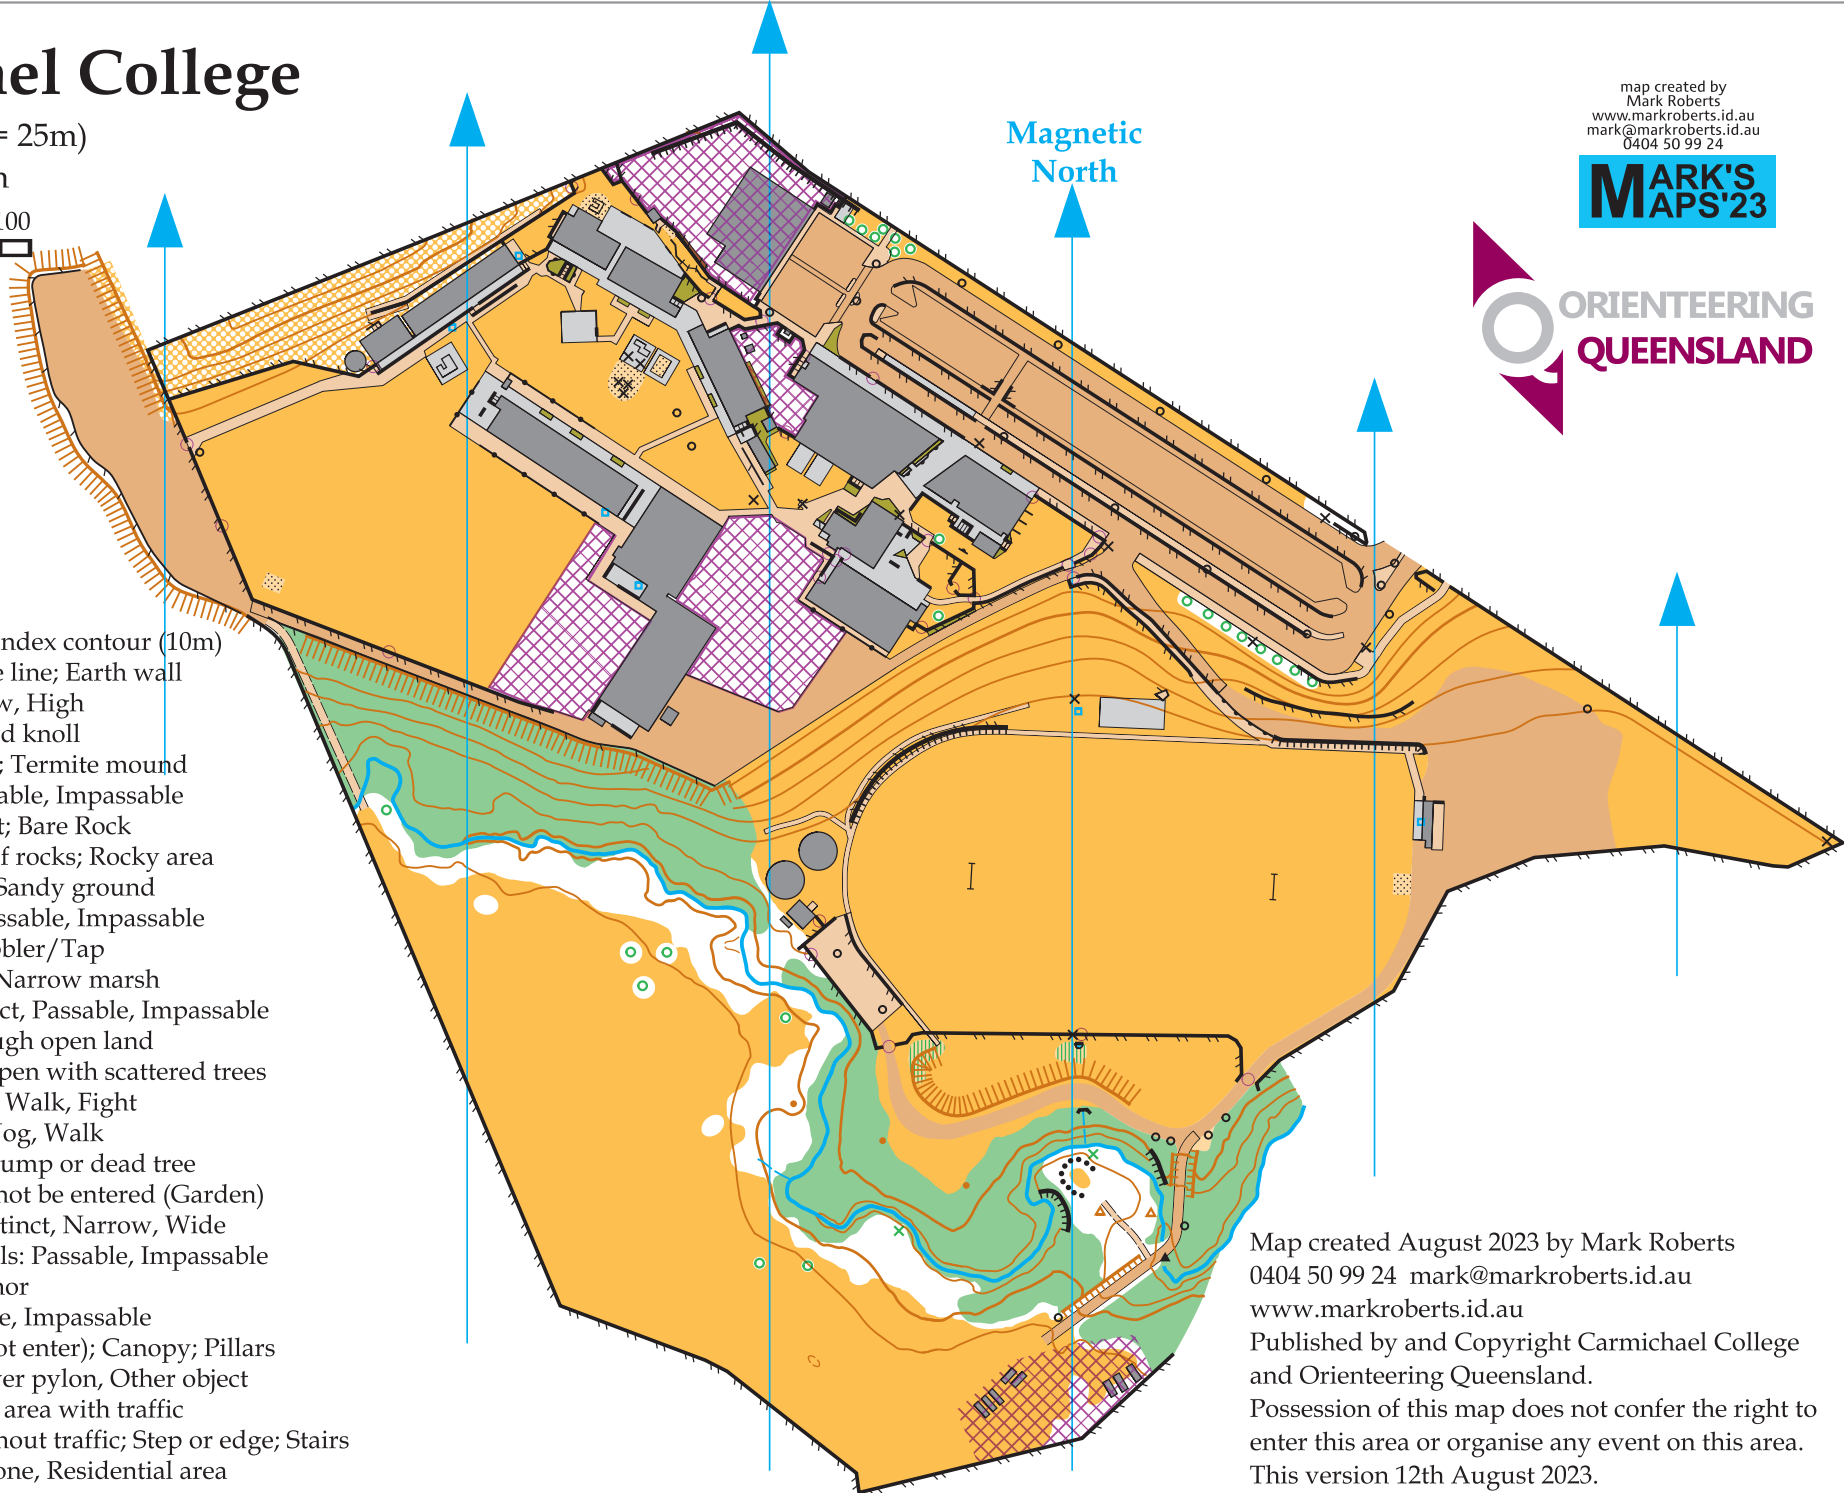 el College
= 25m)
100
ndex contour (10m)
e line; Earth wall
w, High
d knoll
; Termite mound
able, Impassable
t; Bare Rock
f rocks; Rocky area
Sandy ground
ssable, Impassable
bler/Tap
Narrow marsh
ct, Passable, Impassable
ugh open land
pen with scattered trees
Walk, Fight
Jog, Walk
ump or dead tree
not be entered (Garden)
tinct, Narrow, Wide
ls: Passable, Impassable
nor
e, Impassable
ot enter); Canopy; Pillars
er pylon, Other object
area with traffic
hout traffic; Step or edge; Stairs
one, Residential area
Magnetic
North
map created by
Mark Roberts
www.markroberts.id.au
mark@markroberts.id.au
0404 50 99 24
MARK'S
MAPS'23
ORIENTEERING
QUEENSLAND
Map created August 2023 by Mark Roberts
0404 50 99 24 mark@markroberts.id.au
www.markroberts.id.au
Published by and Copyright Carmichael College
and Orienteering Queensland.
Possession of this map does not confer the right to
enter this area or organise any event on this area.
This version 12th August 2023.